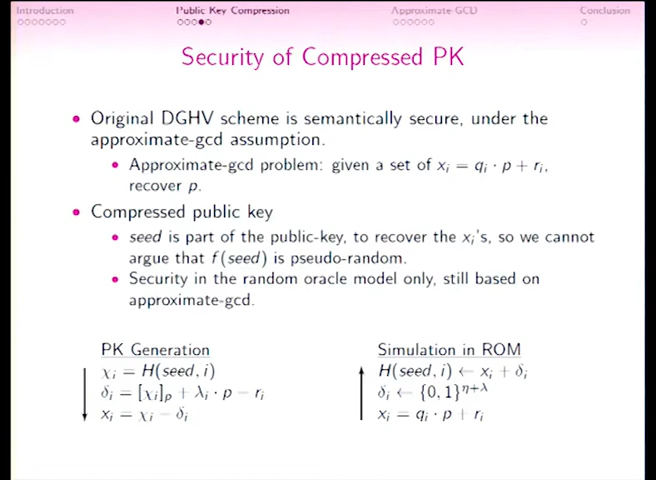 Introduction
Public Key Compression
Approximate GCD
Conclusion
Security of Compressed PK
Original DGHV scheme is semantically secure, under the
approximate-gcd assumption.
Approximate-gcd problem: given a set of xᵢ = qᵢ · p + rᵢ,
recover p.
Compressed public key
seed is part of the public-key, to recover the xᵢ's, so we cannot
argue that f(seed) is pseudo-random.
Security in the random oracle model only, still based on
approximate-gcd.
PK Generation
χᵢ = H(seed, i)
δᵢ = [χᵢ]ₚ + λᵢ · p − rᵢ
xᵢ = χᵢ − δᵢ
Simulation in ROM
H(seed, i) ← xᵢ + δᵢ
δᵢ ← {0, 1}^{η+λ}
xᵢ = qᵢ · p + rᵢ